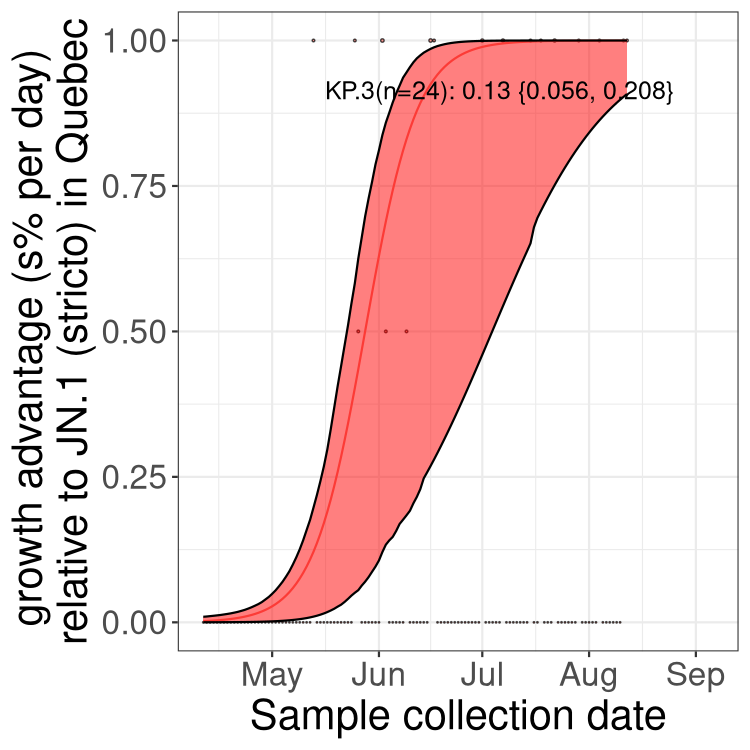 growth advantage (s% per day)
relative to JN.1 (stricto) in Quebec
1.00
0.75
0.50
0.25
0.00
KP.3(n=24): 0.13 {0.056, 0.208}
May Jun Jul Aug Sep
Sample collection date